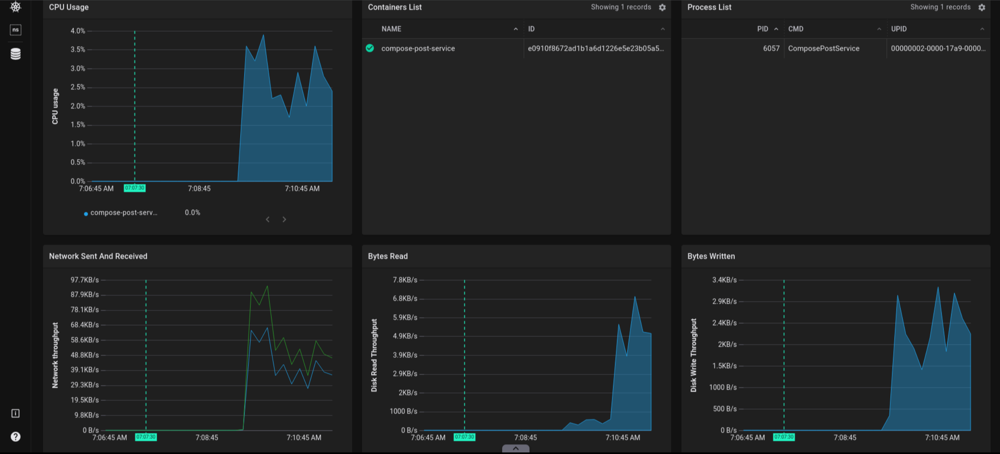 ns
CPU Usage
CPU usage
4.0%
3.5%
3.0%
2.5%
2.0%
1.5%
1.0%
0.5%
0.0%
7:06:45 AM 07:07:30 7:08:45 7:10:45 AM
compose-post-serv... 0.0%
Containers List Showing 1 records
NAME ID
compose-post-service e0910f8672ad1b1a6d1226e5e23b05a5...
Process List Showing 1 records
PID CMD UPID
6057 ComposePostService 00000002-0000-17a9-0000...
Network Sent And Received
Network throughput
97.7KB/s
87.9KB/s
78.1KB/s
68.4KB/s
58.6KB/s
48.8KB/s
39.1KB/s
29.3KB/s
19.5KB/s
9.8KB/s
0 B/s
7:06:45 AM 07:07:30 7:08:45 7:10:45 AM
Bytes Read
Disk Read Throughput
7.8KB/s
6.8KB/s
5.9KB/s
4.9KB/s
3.9KB/s
2.9KB/s
2KB/s
1000 B/s
0 B/s
7:06:45 AM 07:07:30 7:08:45 7:10:45 AM
Bytes Written
Disk Write Throughput
3.4KB/s
2.9KB/s
2.4KB/s
2KB/s
1.5KB/s
1000 B/s
500 B/s
0 B/s
7:06:45 AM 07:07:30 7:08:45 7:10:45 AM